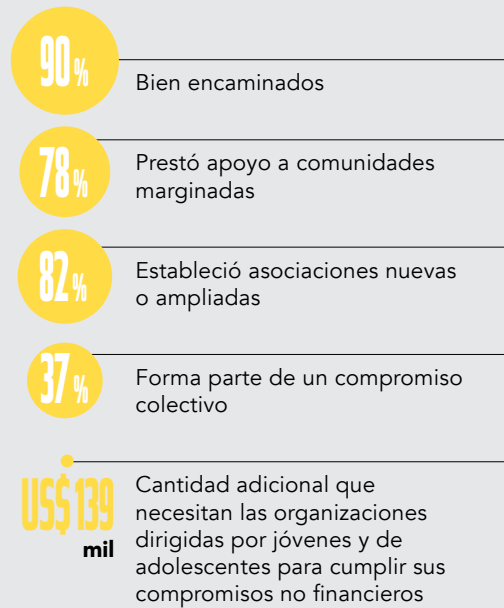 90%
Bien encaminados
78%
Prestó apoyo a comunidades
marginadas
82%
Estableció asociaciones nuevas
o ampliadas
37%
Forma parte de un compromiso
colectivo
US$ 139
mil
Cantidad adicional que
necesitan las organizaciones
dirigidas por jóvenes y de
adolescentes para cumplir sus
compromisos no financieros